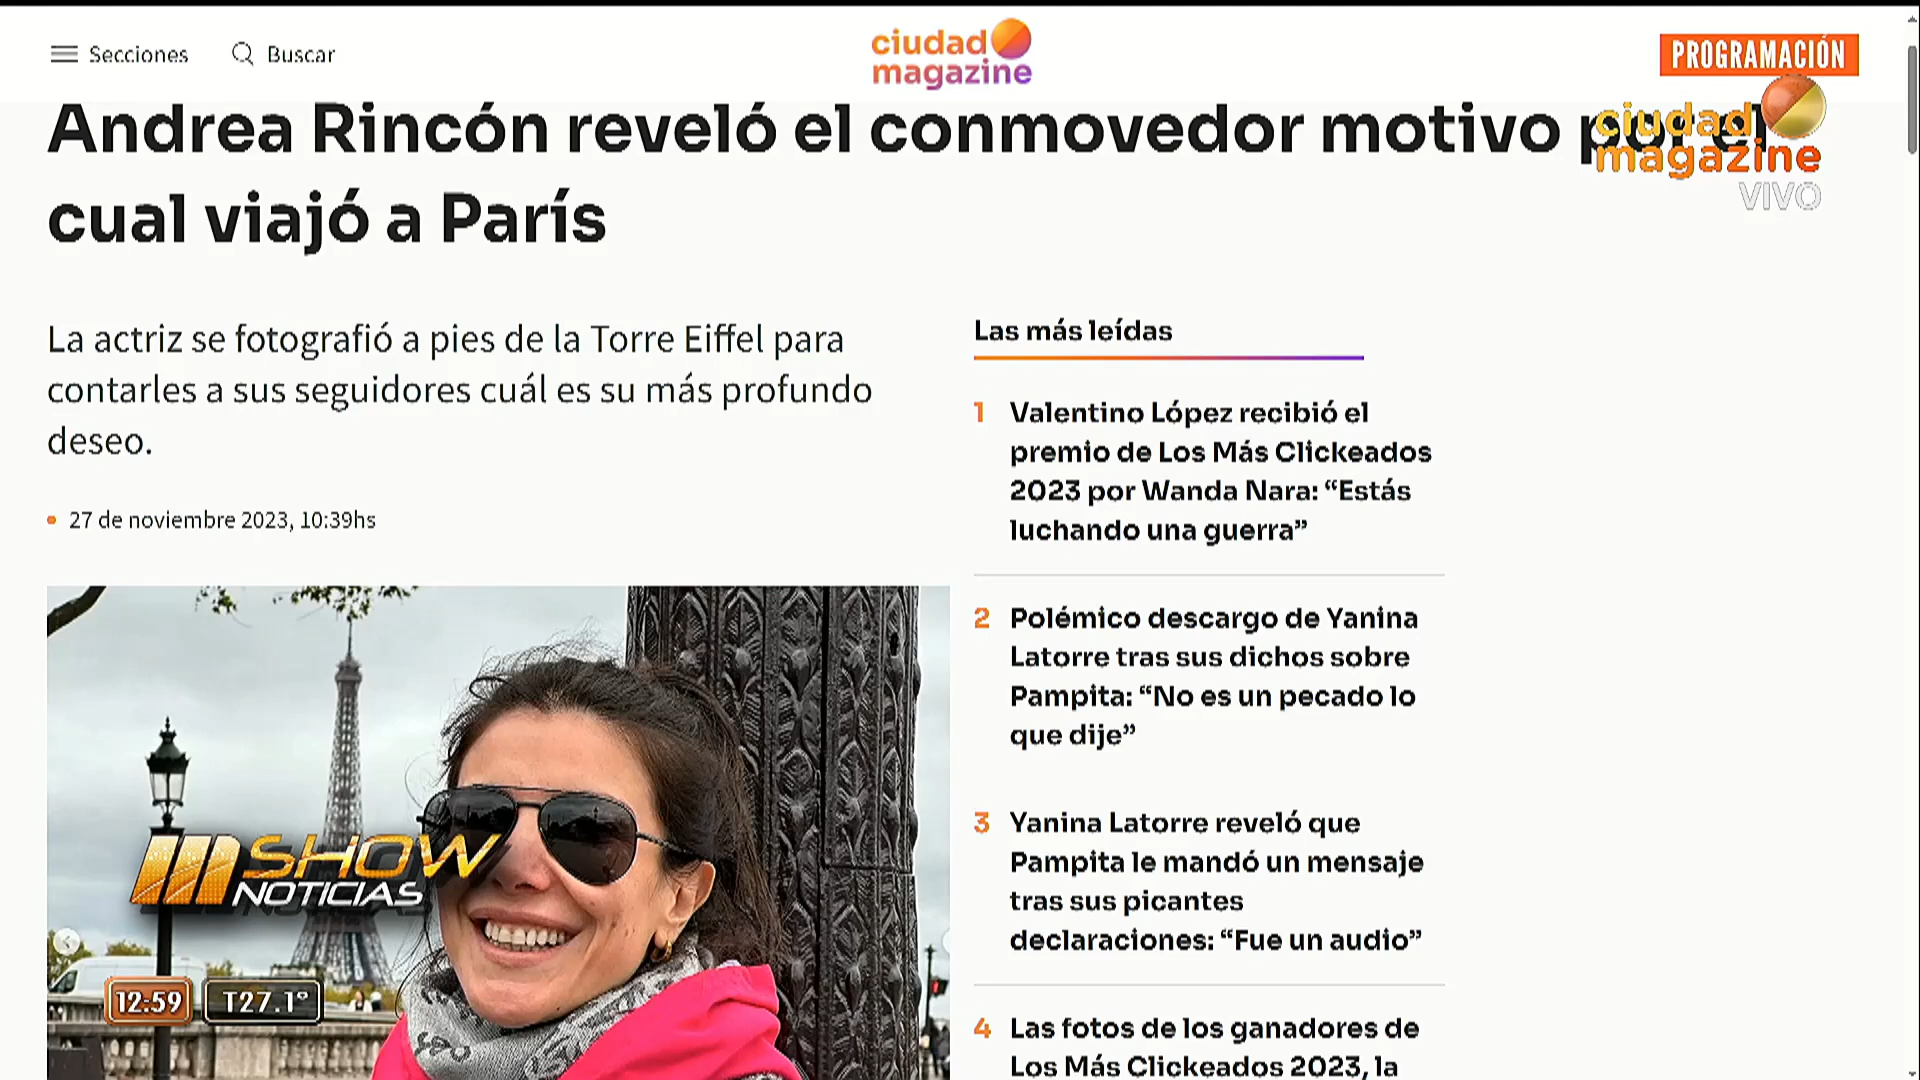 Secciones
Buscar
ciudad
magazine
PROGRAMACIÓN
Andrea Rincón reveló el conmovedor motivo por el
cual viajó a París
ciudad
magazine
VIVO
La actriz se fotografió a pies de la Torre Eiffel para
contarles a sus seguidores cuál es su más profundo
deseo.
27 de noviembre 2023, 10:39hs
SHOW
NOTICIAS
12:59
T27.1°
Las más leídas
1 Valentino López recibió el
premio de Los Más Clickeados
2023 por Wanda Nara: “Estás
luchando una guerra”
2 Polémico descargo de Yanina
Latorre tras sus dichos sobre
Pampita: “No es un pecado lo
que dije”
3 Yanina Latorre reveló que
Pampita le mandó un mensaje
tras sus picantes
declaraciones: “Fue un audio”
4 Las fotos de los ganadores de
Los Más Clickeados 2023, la